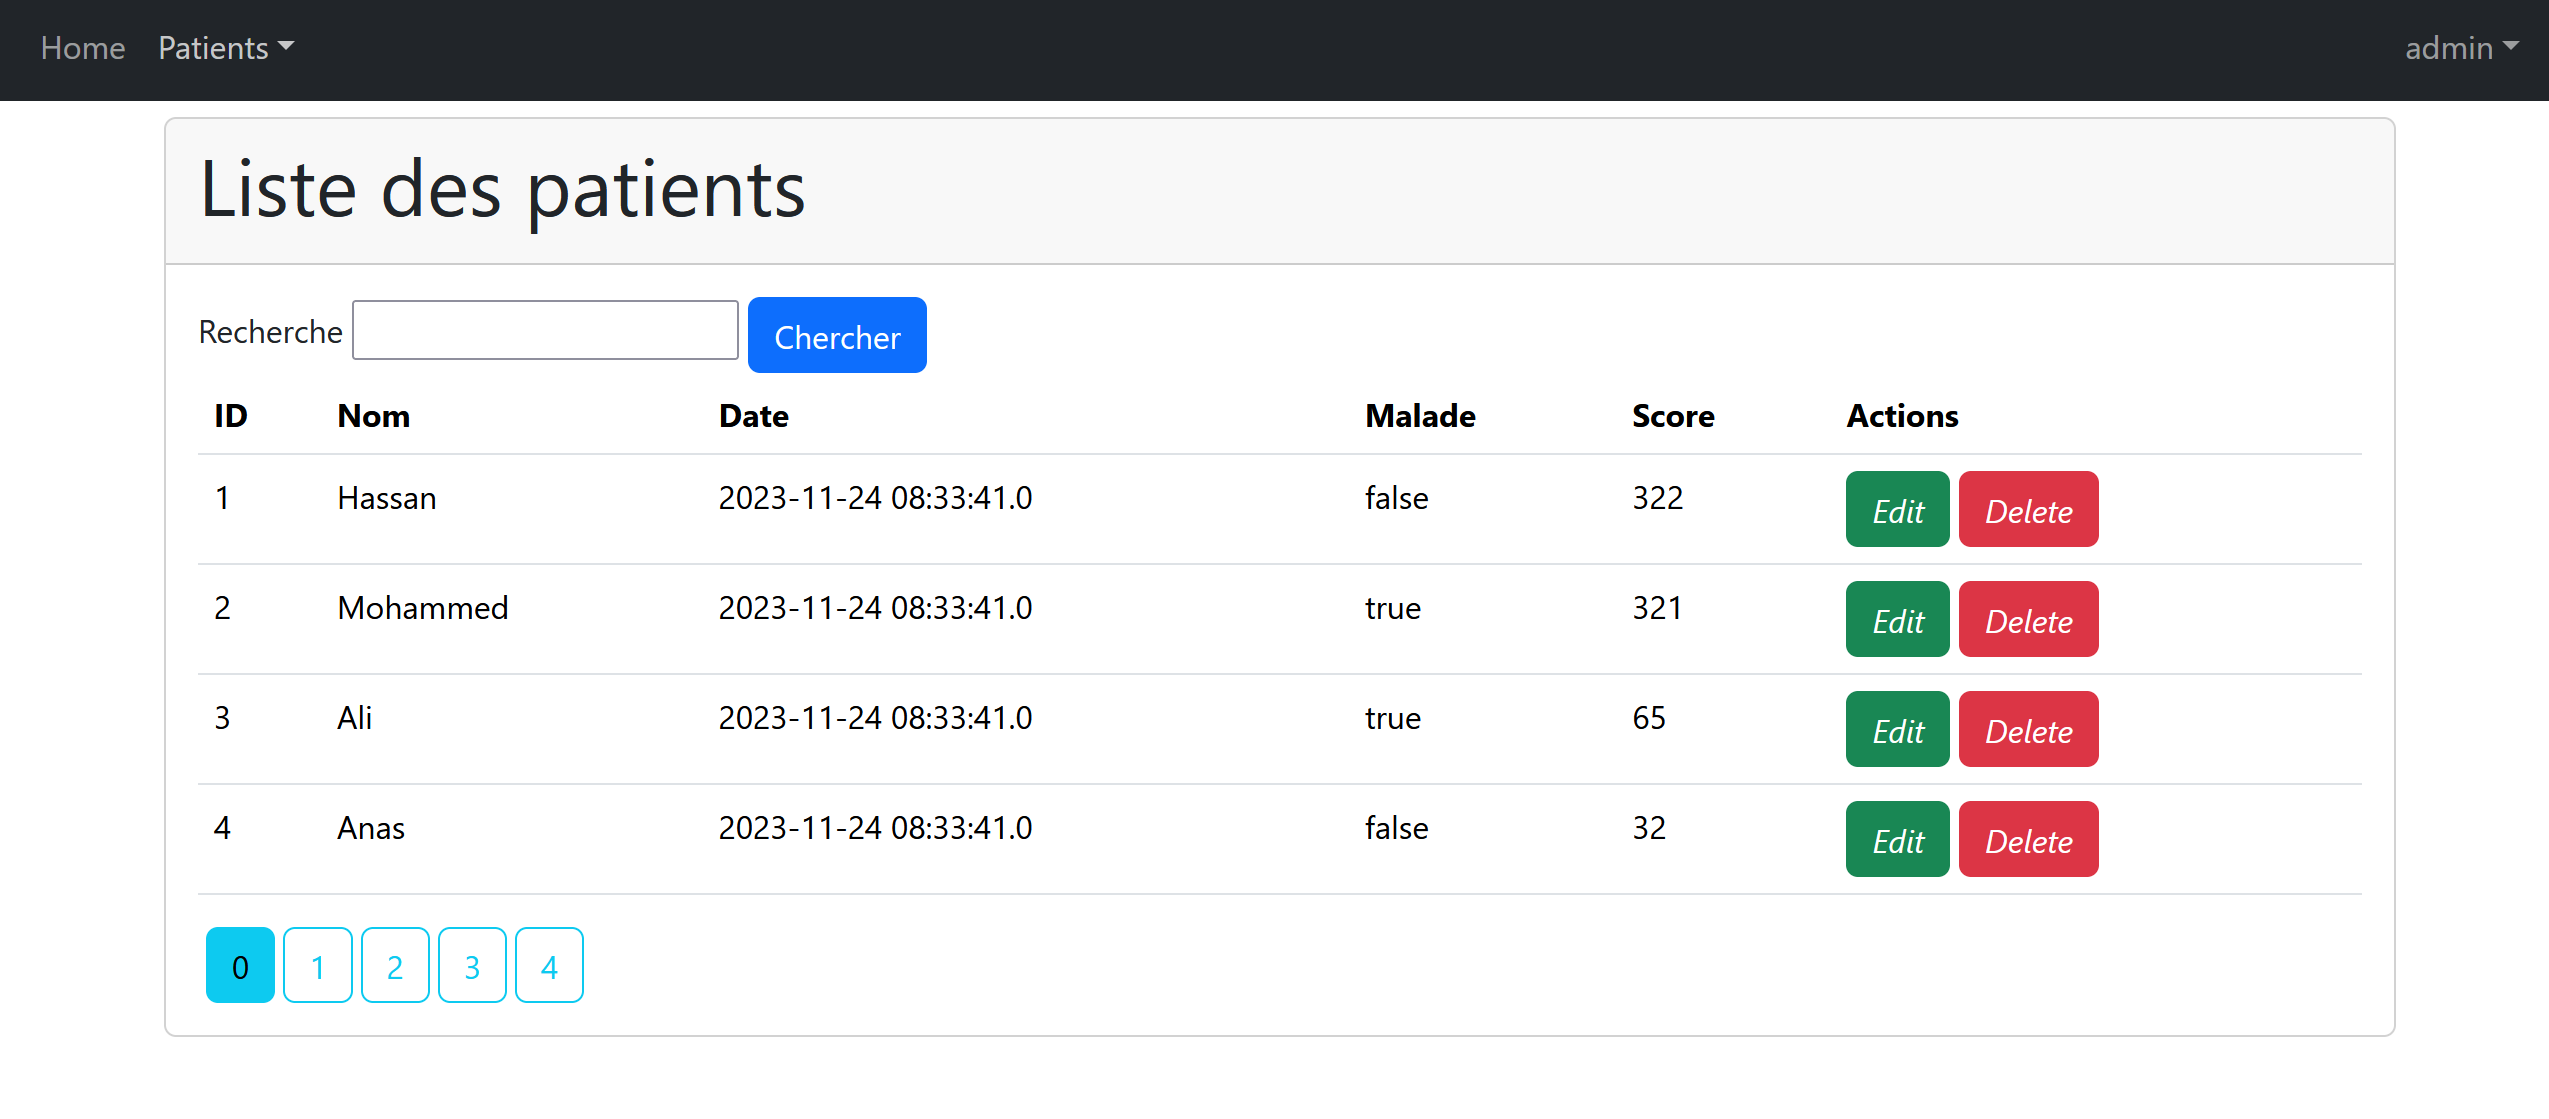 Home Patients admin
Liste des patients
Recherche Chercher
ID Nom Date Malade Score Actions
1 Hassan 2023-11-24 08:33:41.0 false 322 Edit Delete
2 Mohammed 2023-11-24 08:33:41.0 true 321 Edit Delete
3 Ali 2023-11-24 08:33:41.0 true 65 Edit Delete
4 Anas 2023-11-24 08:33:41.0 false 32 Edit Delete
0 1 2 3 4